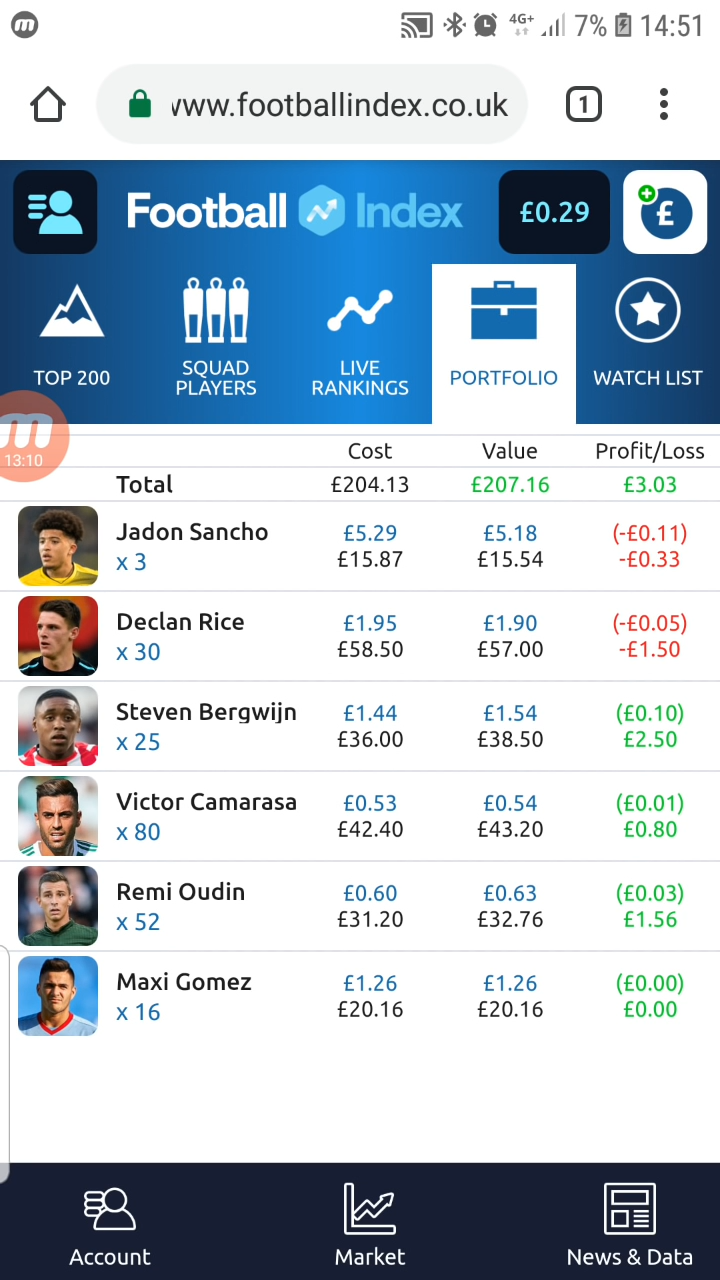 m
4G+ 7% 14:51
www.footballindex.co.uk 1
Football Index £0.29 £
TOP 200
SQUAD PLAYERS
LIVE RANKINGS
PORTFOLIO
WATCH LIST
m
13:10
Cost Value Profit/Loss
Total £204.13 £207.16 £3.03
Jadon Sancho £5.29 £5.18 (-£0.11)
x 3 £15.87 £15.54 -£0.33
Declan Rice £1.95 £1.90 (-£0.05)
x 30 £58.50 £57.00 -£1.50
Steven Bergwijn £1.44 £1.54 (£0.10)
x 25 £36.00 £38.50 £2.50
Victor Camarasa £0.53 £0.54 (£0.01)
x 80 £42.40 £43.20 £0.80
Remi Oudin £0.60 £0.63 (£0.03)
x 52 £31.20 £32.76 £1.56
Maxi Gomez £1.26 £1.26 (£0.00)
x 16 £20.16 £20.16 £0.00
Account Market News & Data